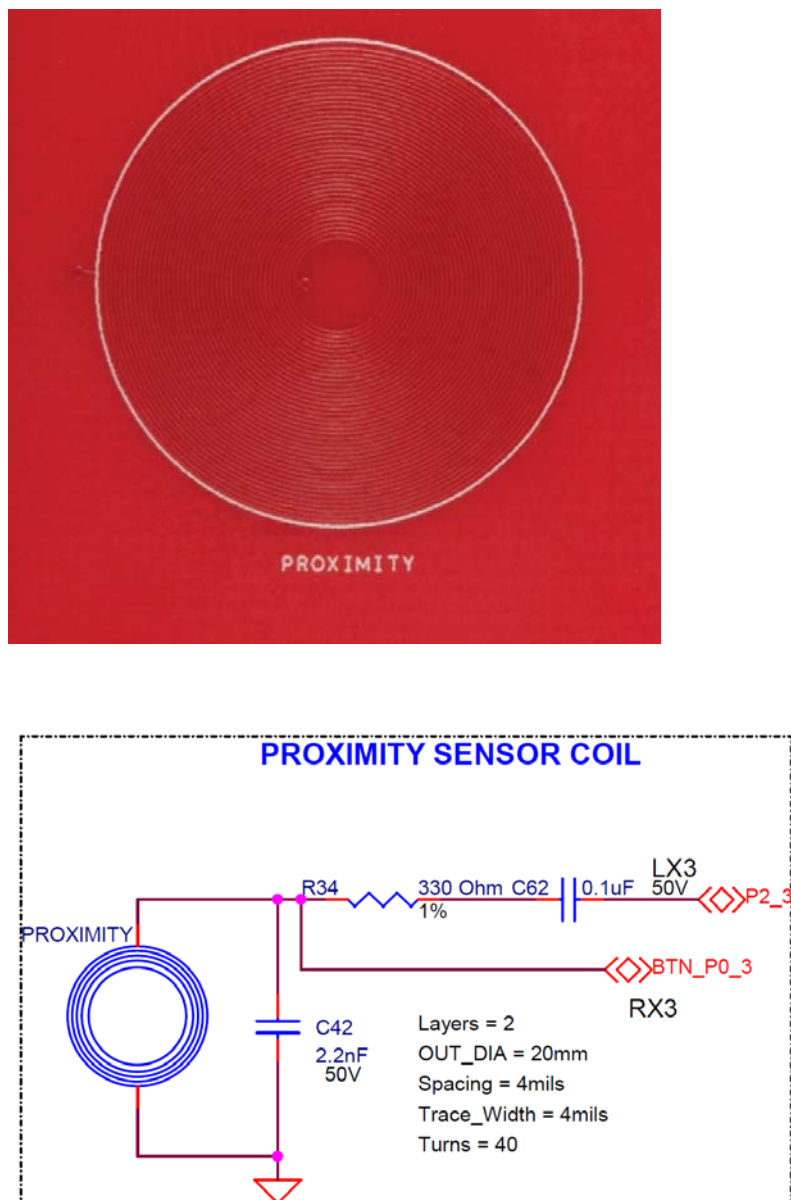 PROXIMITY
PROXIMITY SENSOR COIL
R34 330 Ohm C62 0.1uF LX3
1% 50V P2_3
PROXIMITY
BTN_P0_3
RX3
C42
2.2nF
50V
Layers = 2
OUT_DIA = 20mm
Spacing = 4mils
Trace_Width = 4mils
Turns = 40